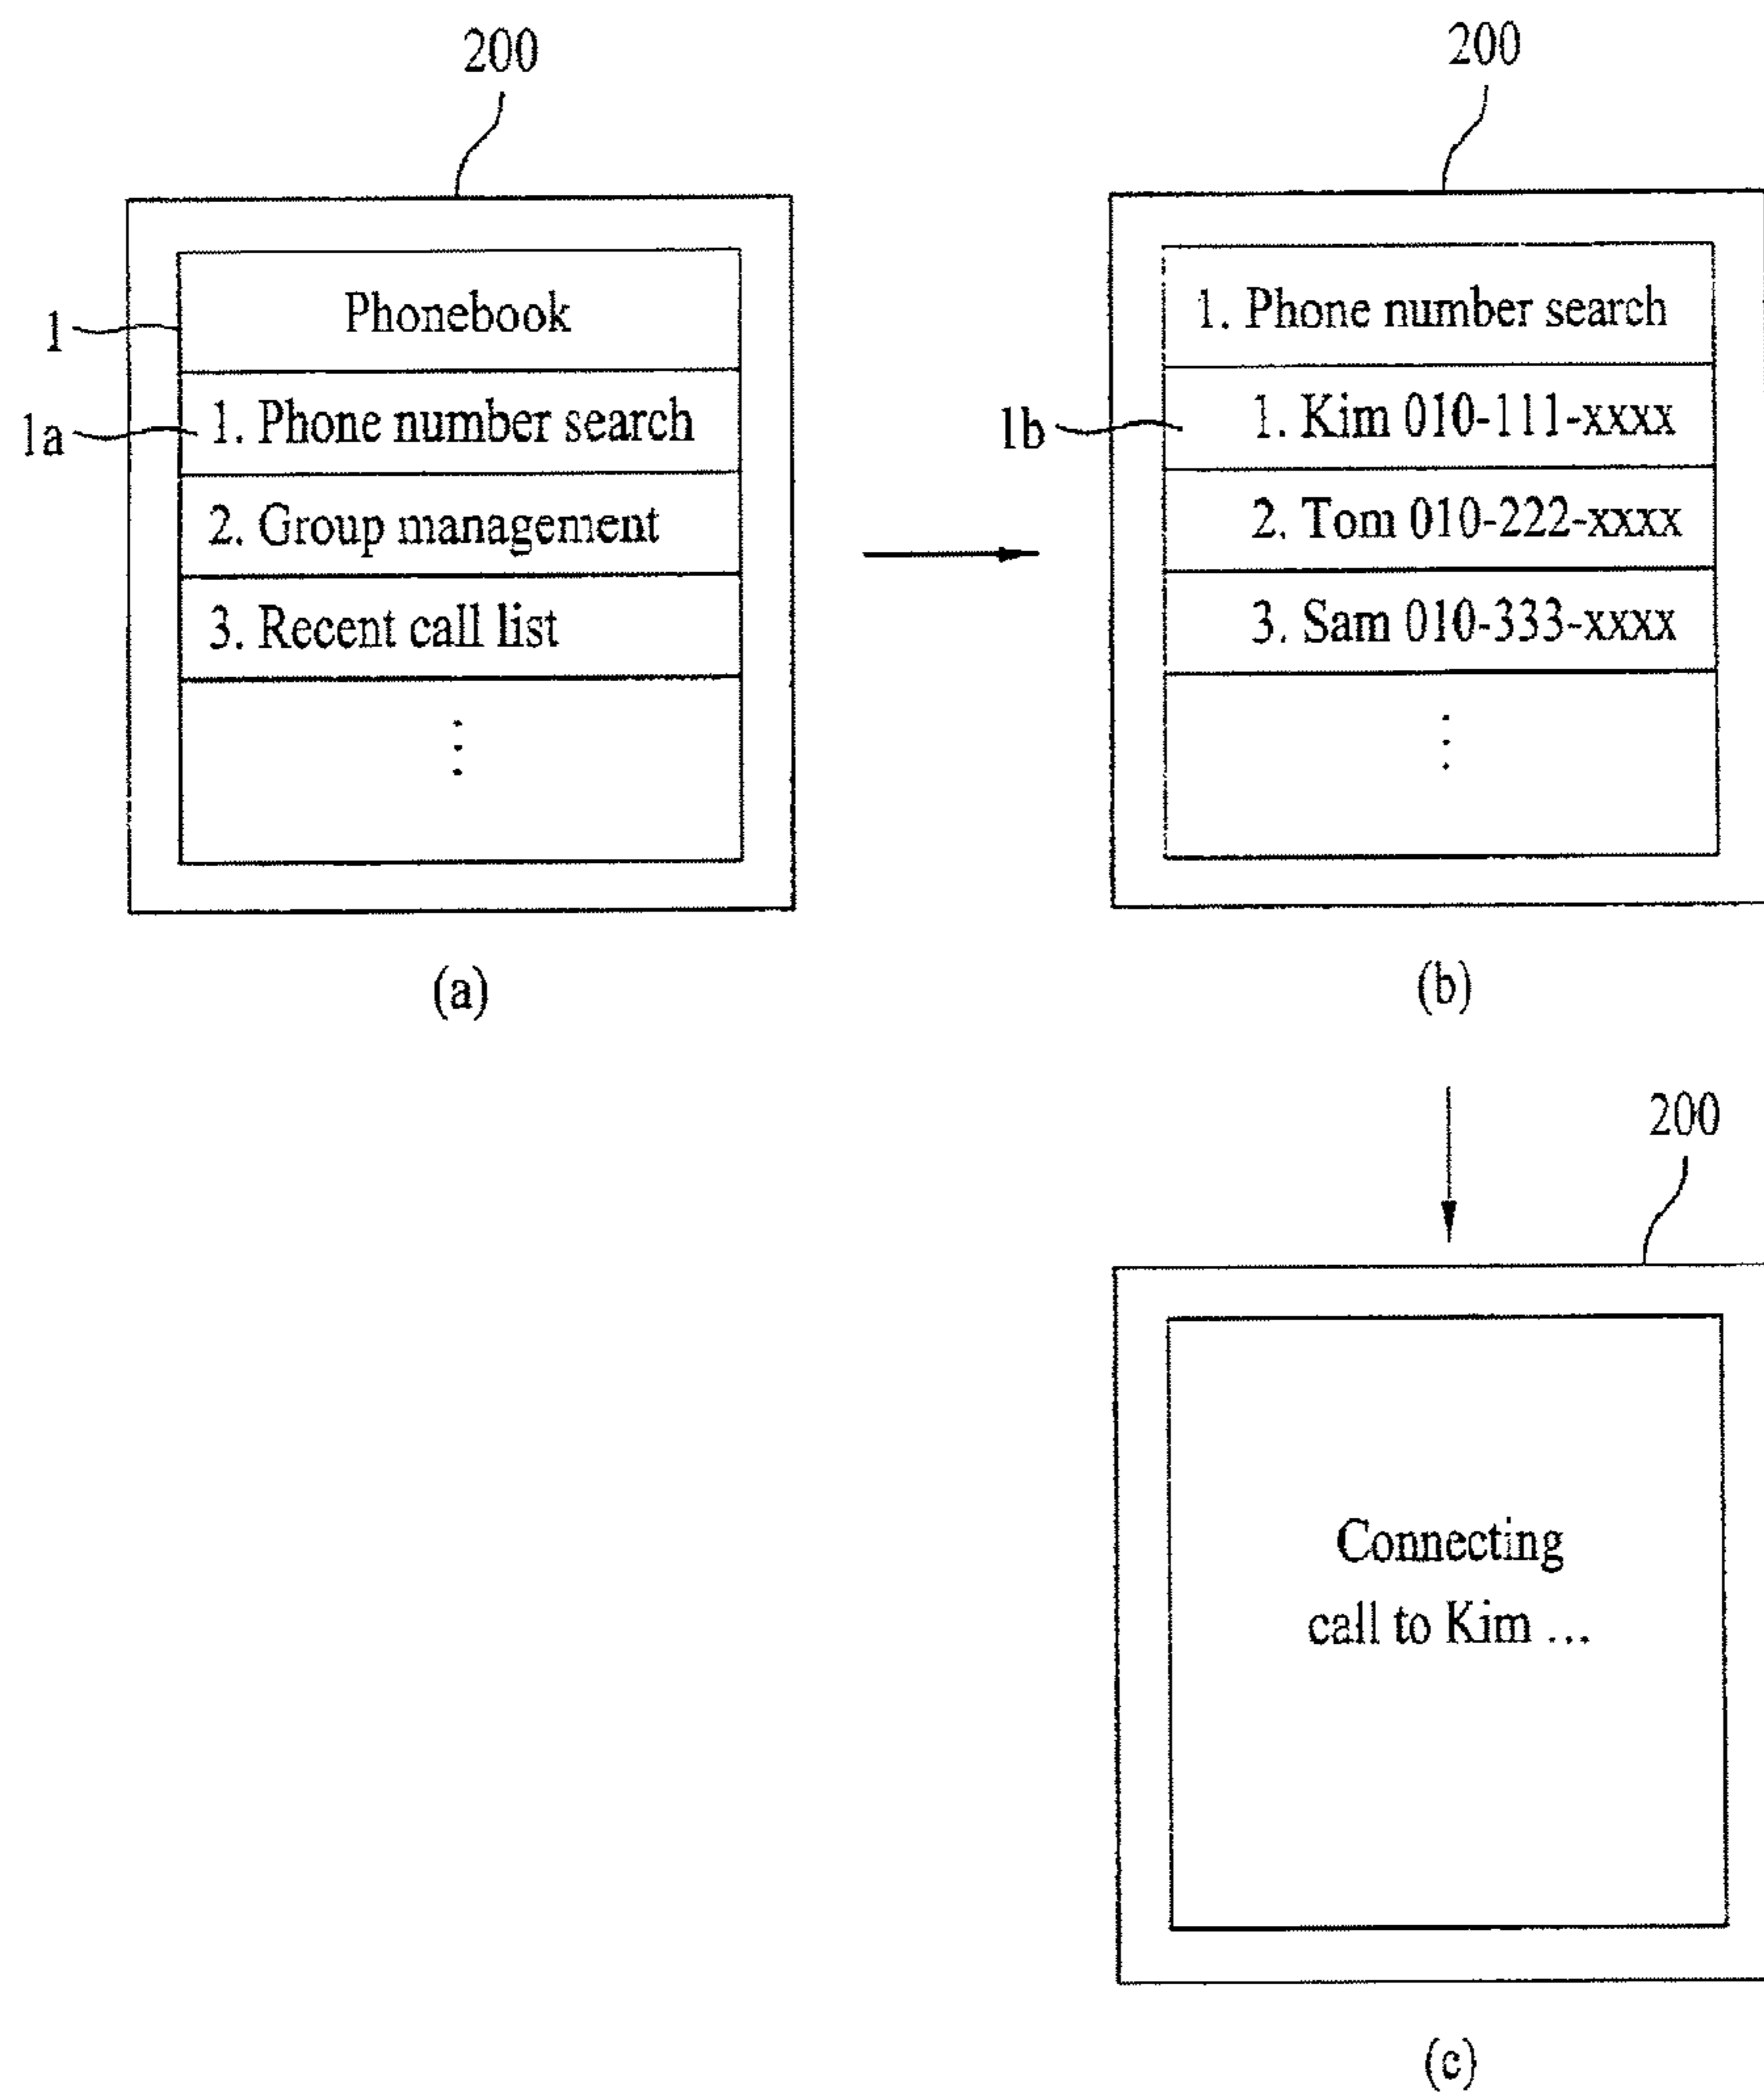 200
Phonebook
1
1a
1. Phone number search
2. Group management
3. Recent call list
⋮
(a)
200
1. Phone number search
1b
1. Kim 010-111-xxxx
2. Tom 010-222-xxxx
3. Sam 010-333-xxxx
⋮
(b)
200
Connecting
call to Kim ...
(c)